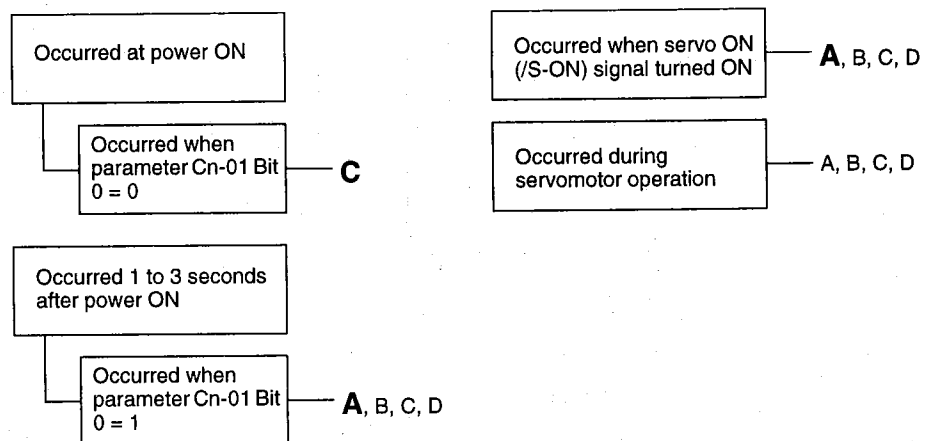 Occurred at power ON
Occurred when
parameter Cn-01 Bit
0 = 0
C
Occurred 1 to 3 seconds
after power ON
Occurred when
parameter Cn-01 Bit
0 = 1
A, B, C, D
Occurred when servo ON
(/S-ON) signal turned ON
A, B, C, D
Occurred during
servomotor operation
A, B, C, D